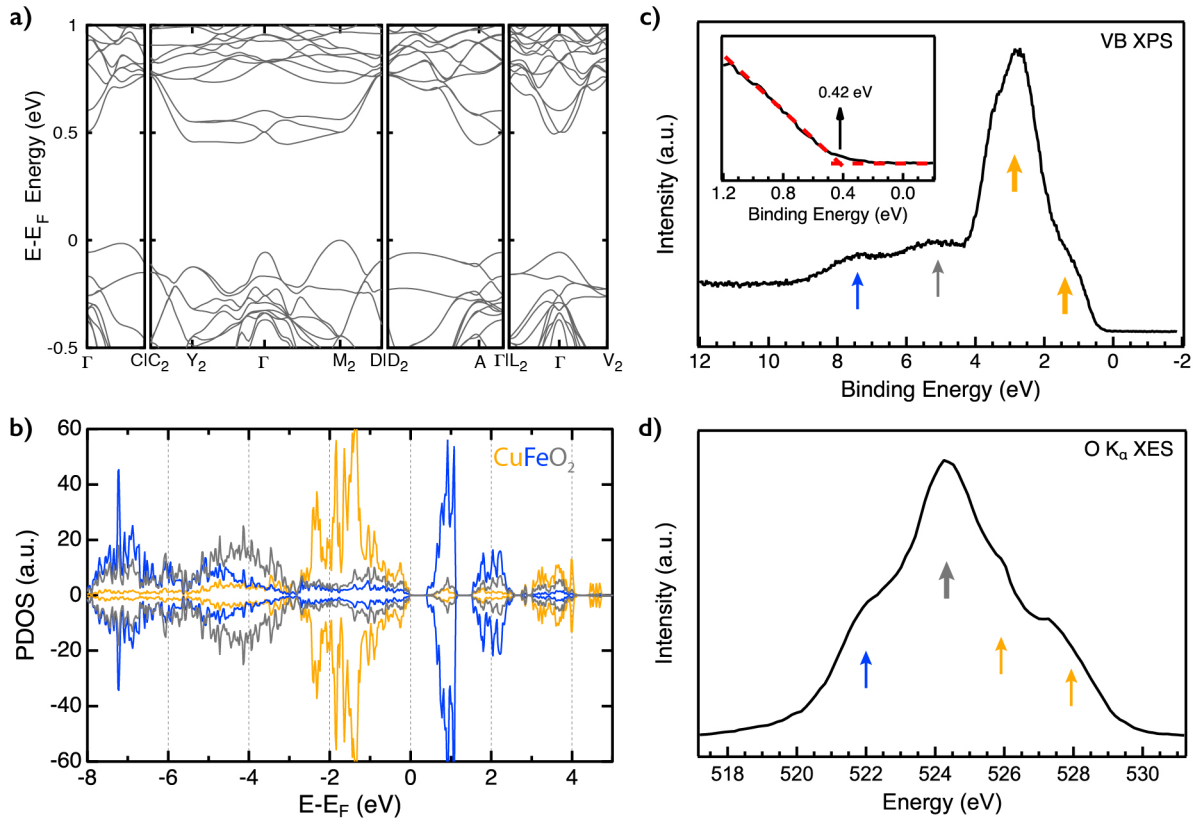 a)
1
0.5
0
-0.5
E-E_F Energy (eV)
Γ C|C₂ Y₂ Γ M₂ D|D₂ A Γ|L₂ Γ V₂
b)
60
40
20
0
-20
-40
-60
PDOS (a.u.)
CuFeO₂
-8 -6 -4 -2 0 2 4
E-E_F (eV)
c)
VB XPS
0.42 eV
1.2 0.8 0.4 0.0
Binding Energy (eV)
Intensity (a.u.)
12 10 8 6 4 2 0 -2
Binding Energy (eV)
d)
O K_α XES
Intensity (a.u.)
518 520 522 524 526 528 530
Energy (eV)